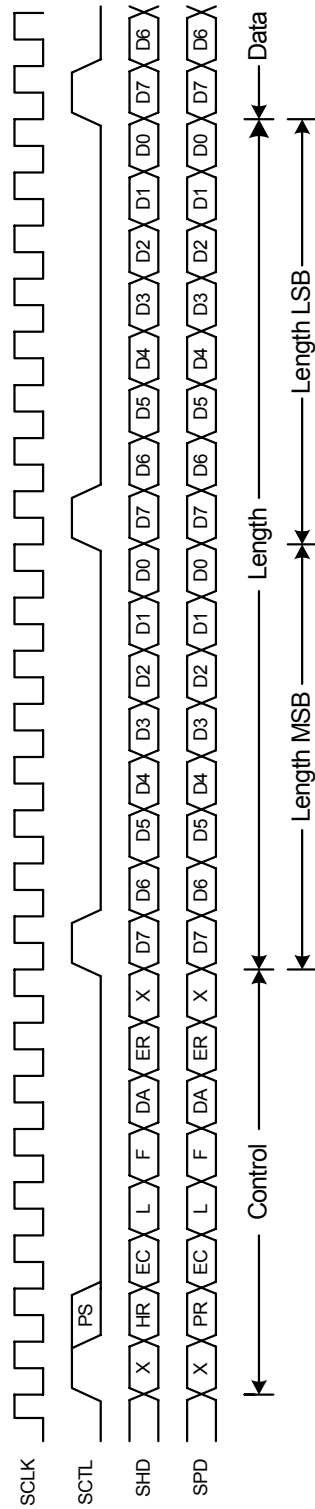 SCLK
SCTL PS
SHD X HR EC L F DA ER X D7 D6 D5 D4 D3 D2 D1 D0 D7 D6 D5 D4 D3 D2 D1 D0 D7 D6
SPD X PR EC L F DA ER X D7 D6 D5 D4 D3 D2 D1 D0 D7 D6 D5 D4 D3 D2 D1 D0 D7 D6
Control Length Data
Length MSB Length LSB